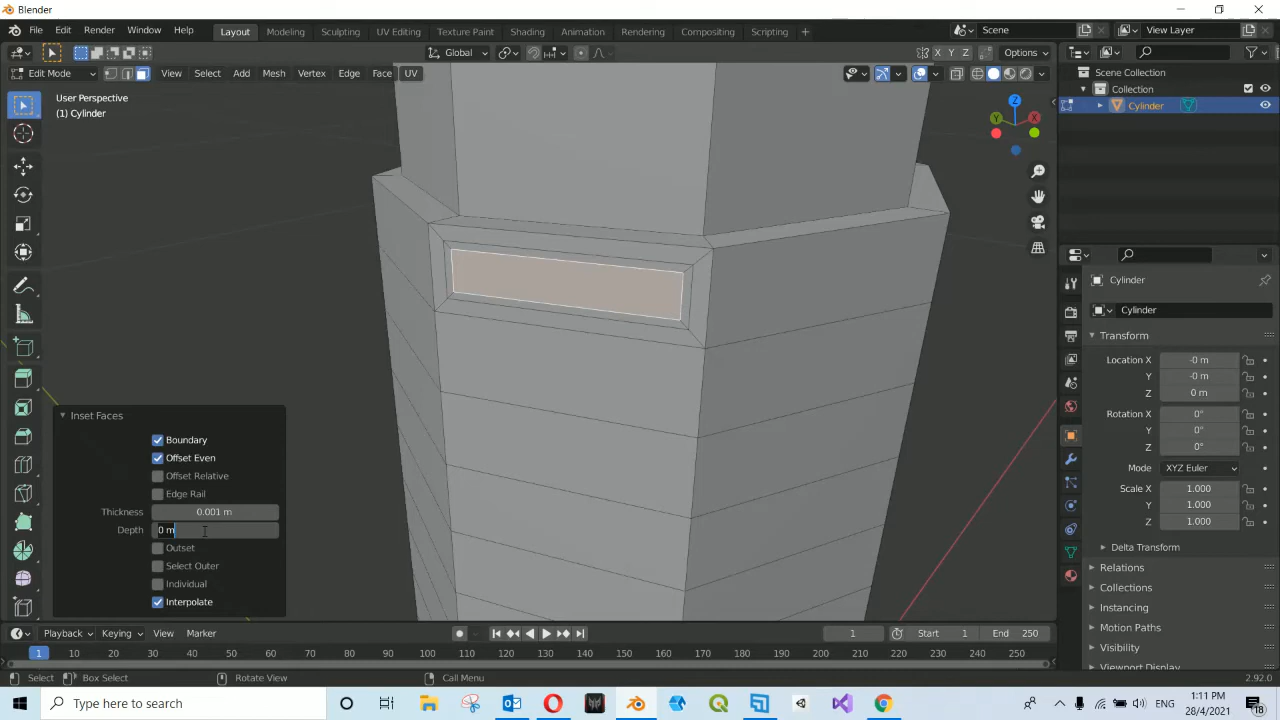 Blender
File Edit Render Window Help Layout Modeling Sculpting UV Editing Texture Paint Shading Animation Rendering Compositing Scripting Scene View Layer
Global X Y Z Options
Edit Mode View Select Add Mesh Vertex Edge Face UV
User Perspective
(1) Cylinder
Z
Y X
Scene Collection
Collection
Cylinder
Cylinder
Cylinder
Transform
Location X -0 m
Y -0 m
Z 0 m
Rotation X 0°
Y 0°
Z 0°
Mode XYZ Euler
Scale X 1.000
Y 1.000
Z 1.000
Delta Transform
Relations
Collections
Instancing
Motion Paths
Visibility
Viewport Display
Inset Faces
Boundary
Offset Even
Offset Relative
Edge Rail
Thickness 0.001 m
Depth 0 m
Outset
Select Outer
Individual
Interpolate
Playback Keying View Marker 1 Start 1 End 250
1 10 20 30 40 50 60 70 80 90 100 110 120 130 140 150 160 170 180 190 200 210 220 230 240 250
Select Box Select Rotate View Call Menu 2.92.0
Type here to search
ENG
1:11 PM
28/4/2021
18